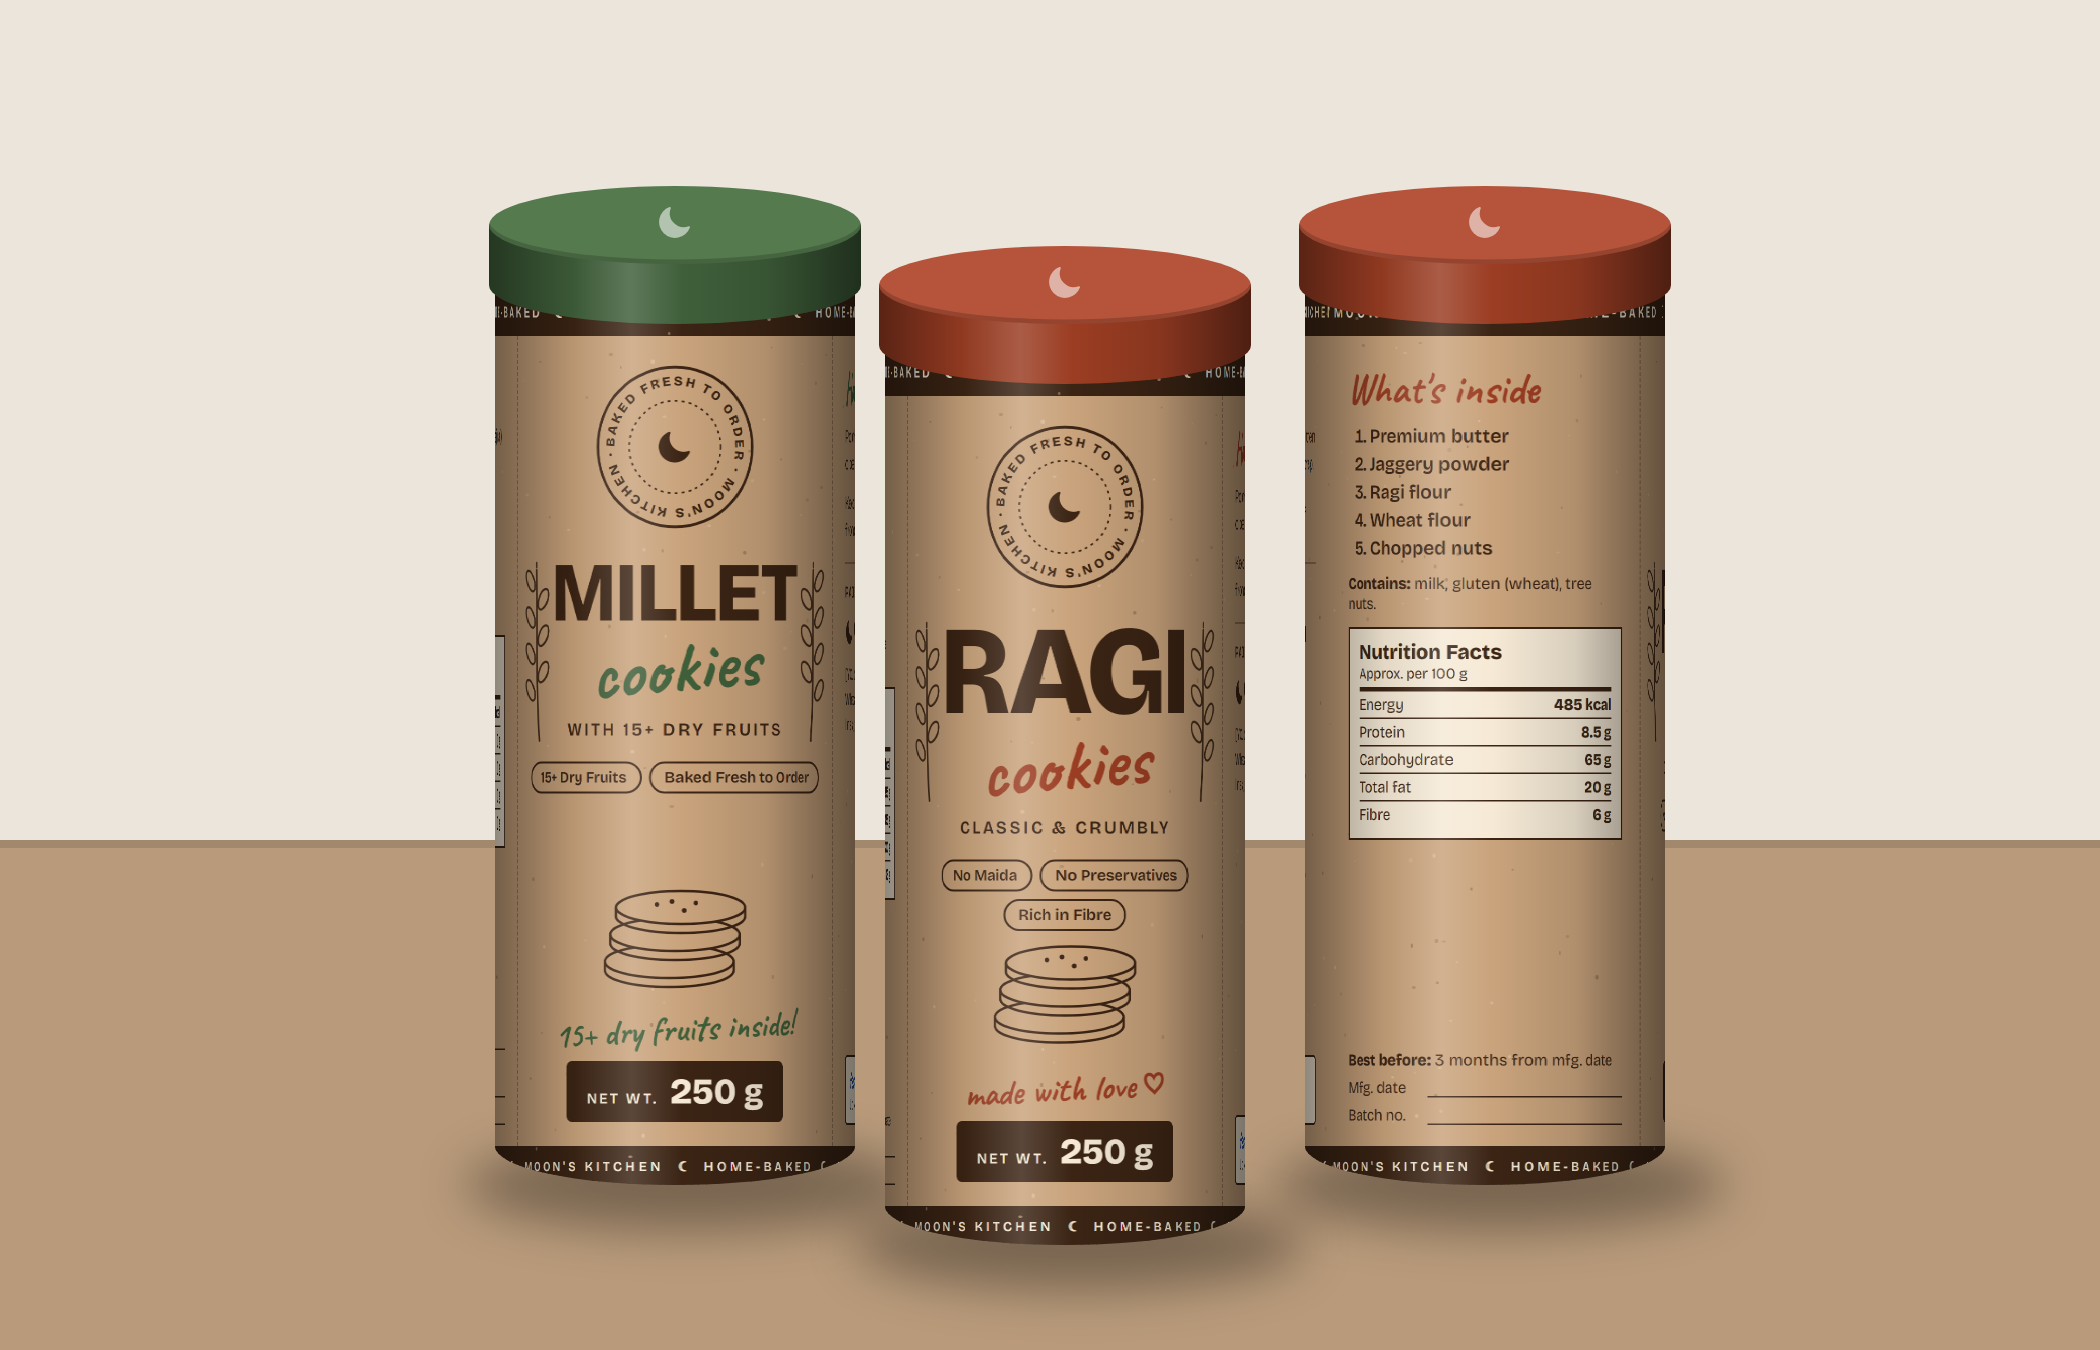 BAKED FRESH TO ORDER · MOON'S KITCHEN ·
MILLET
cookies
WITH 15+ DRY FRUITS
15+ Dry Fruits
Baked Fresh to Order
15+ dry fruits inside!
NET WT. 250 g
MOON'S KITCHEN HOME-BAKED
BAKED FRESH TO ORDER · MOON'S KITCHEN ·
RAGI
cookies
CLASSIC & CRUMBLY
No Maida
No Preservatives
Rich in Fibre
made with love
NET WT. 250 g
MOON'S KITCHEN HOME-BAKED
What's inside
1. Premium butter
2. Jaggery powder
3. Ragi flour
4. Wheat flour
5. Chopped nuts
Contains: milk, gluten (wheat), tree
nuts.
Nutrition Facts
Approx. per 100 g
Energy 485 kcal
Protein 8.5 g
Carbohydrate 65 g
Total fat 20 g
Fibre 6 g
Best before: 3 months from mfg. date
Mfg. date
Batch no.
MOON'S KITCHEN HOME-BAKED